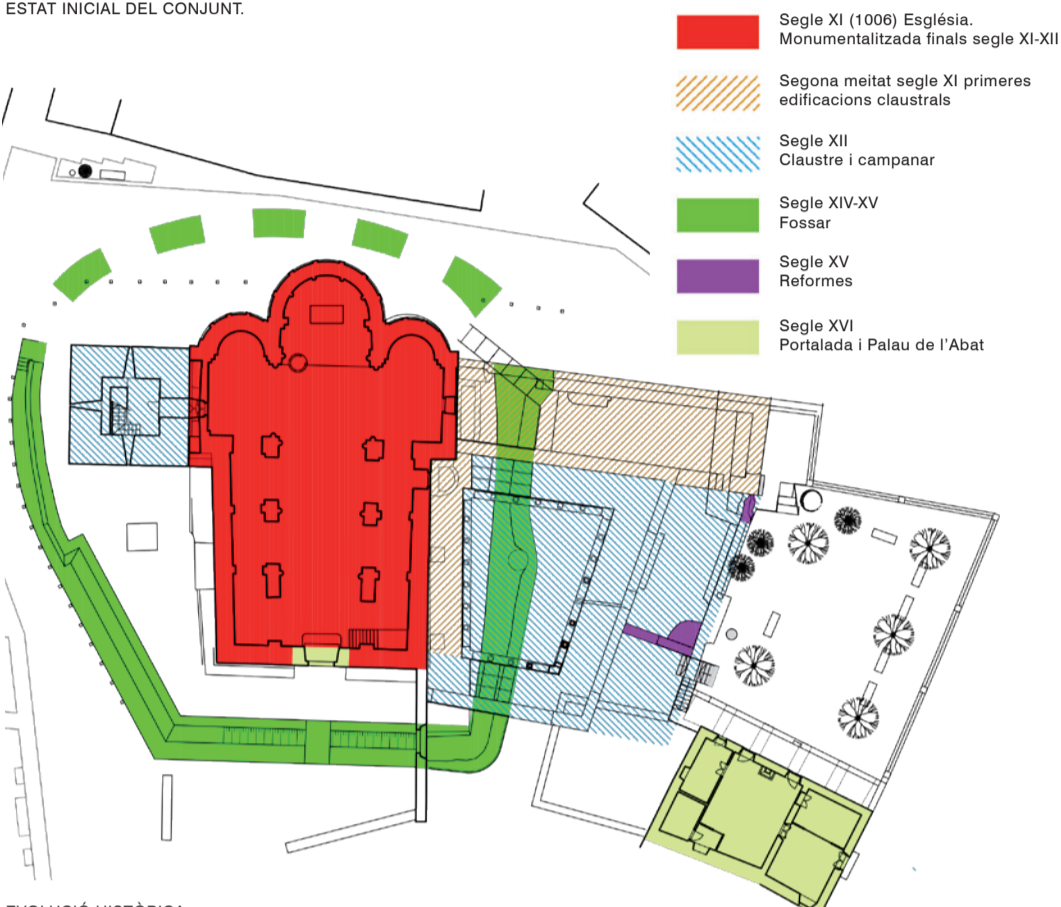 ESTAT INICIAL DEL CONJUNT.
Segle XI (1006) Església.
Monumentalitzada finals segle XI-XII
Segona meitat segle XI primeres
edificacions claustrals
Segle XII
Claustre i campanar
Segle XIV-XV
Fossar
Segle XV
Reformes
Segle XVI
Portalada i Palau de l'Abat